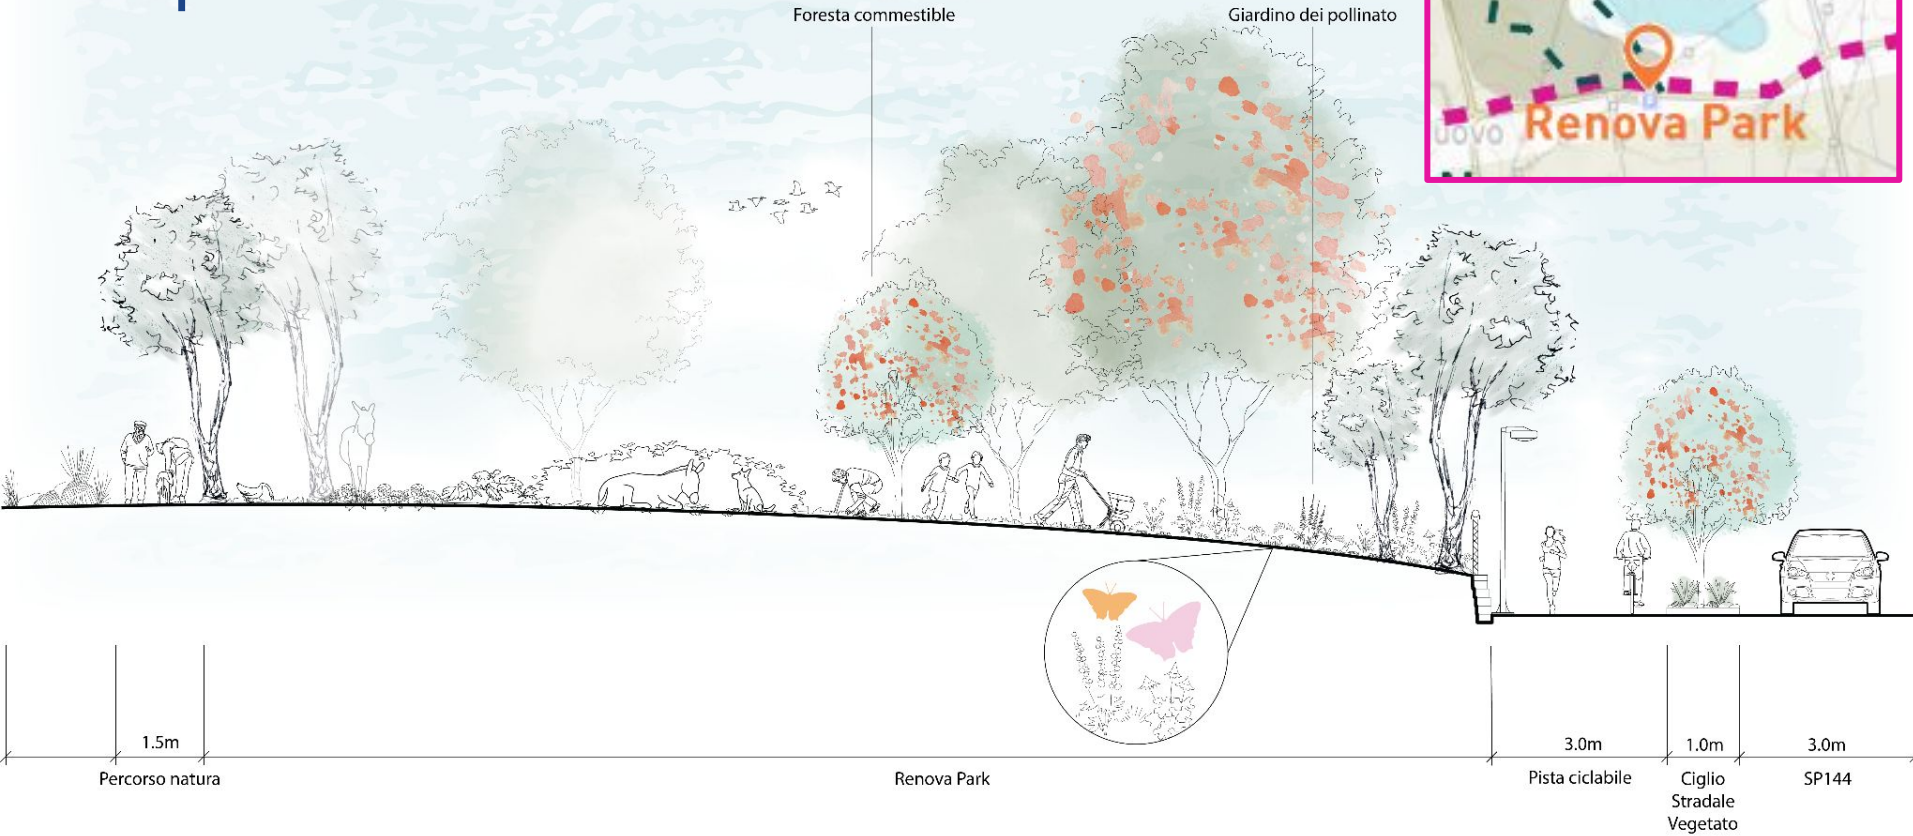 Foresta commestible
Giardino dei pollinato
uovo
Renova Park
1.5m
3.0m
1.0m
3.0m
Percorso natura
Renova Park
Pista ciclabile
Ciglio
Stradale
Vegetato
SP144